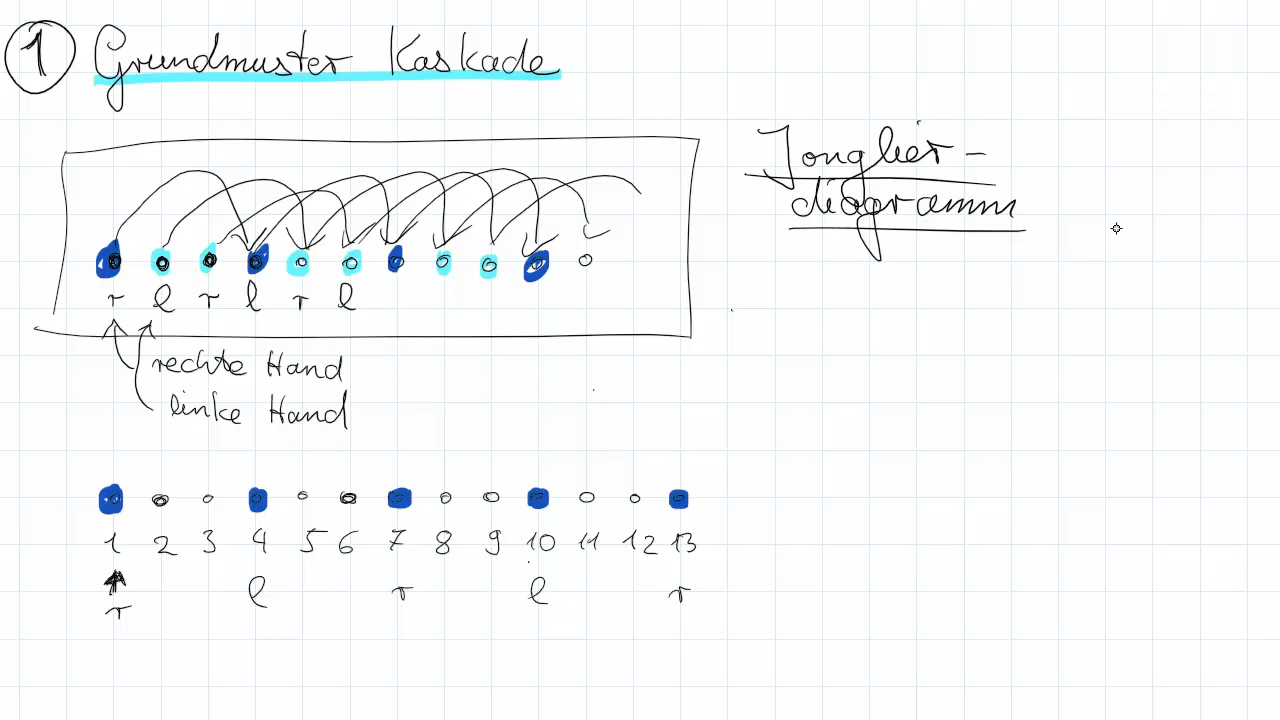 1 Grundmuster Kaskade
Jonglier-
diagramm
r l r l r l
rechte Hand
linke Hand
1 2 3 4 5 6 7 8 9 10 11 12 13
r l r l r